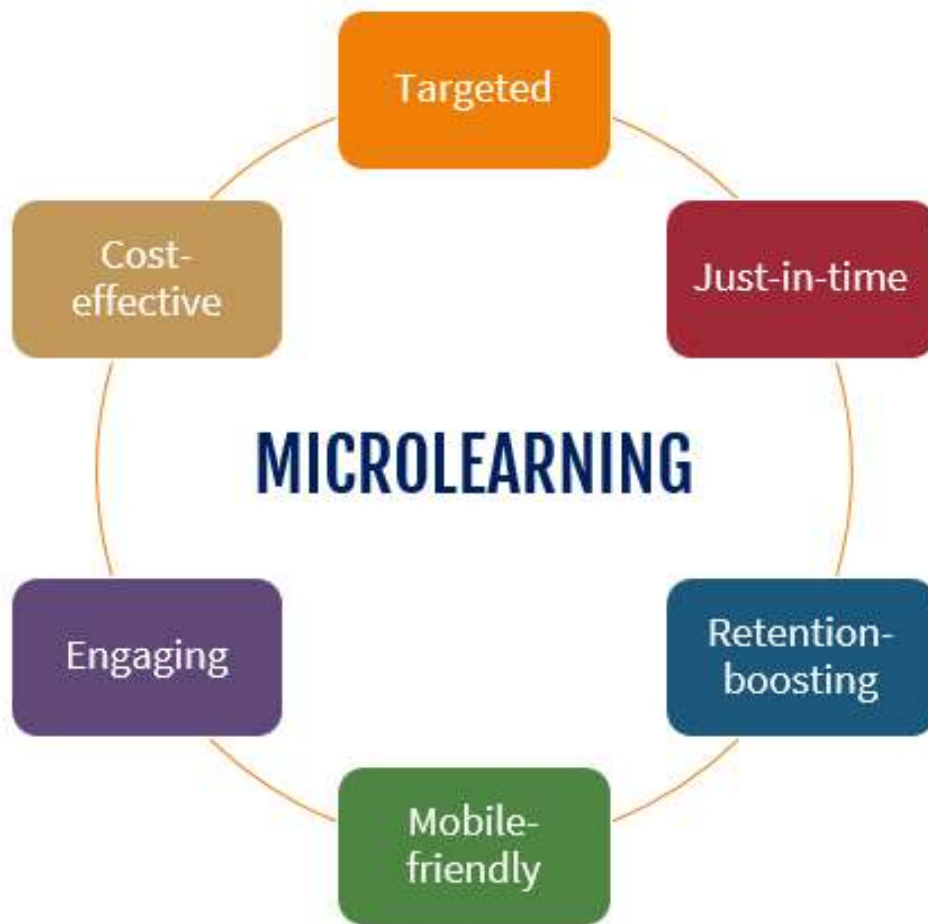 Targeted
Just-in-time
Retention-
boosting
Mobile-
friendly
Engaging
Cost-
effective
MICROLEARNING